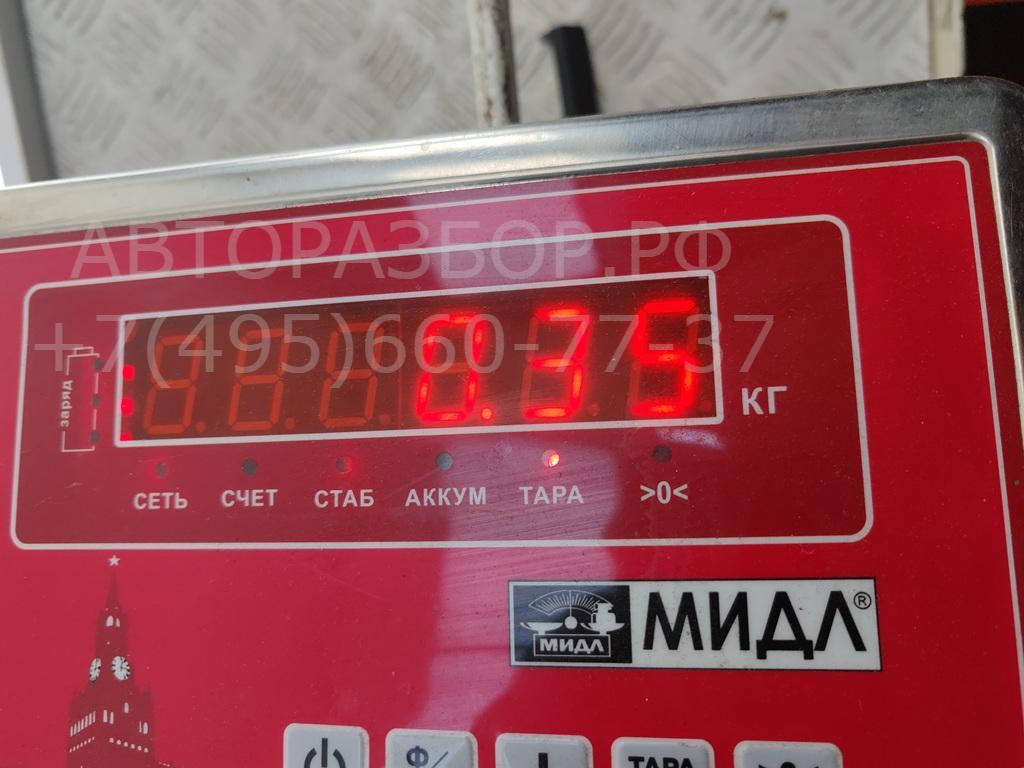 АВТОРАЗБОР.РФ
+7(495)660-77-37
0.35
КГ
заряд
СЕТЬ СЧЕТ СТАБ АККУМ ТАРА >0<
МИДЛ МИДЛ®
Ф/
ТАРА